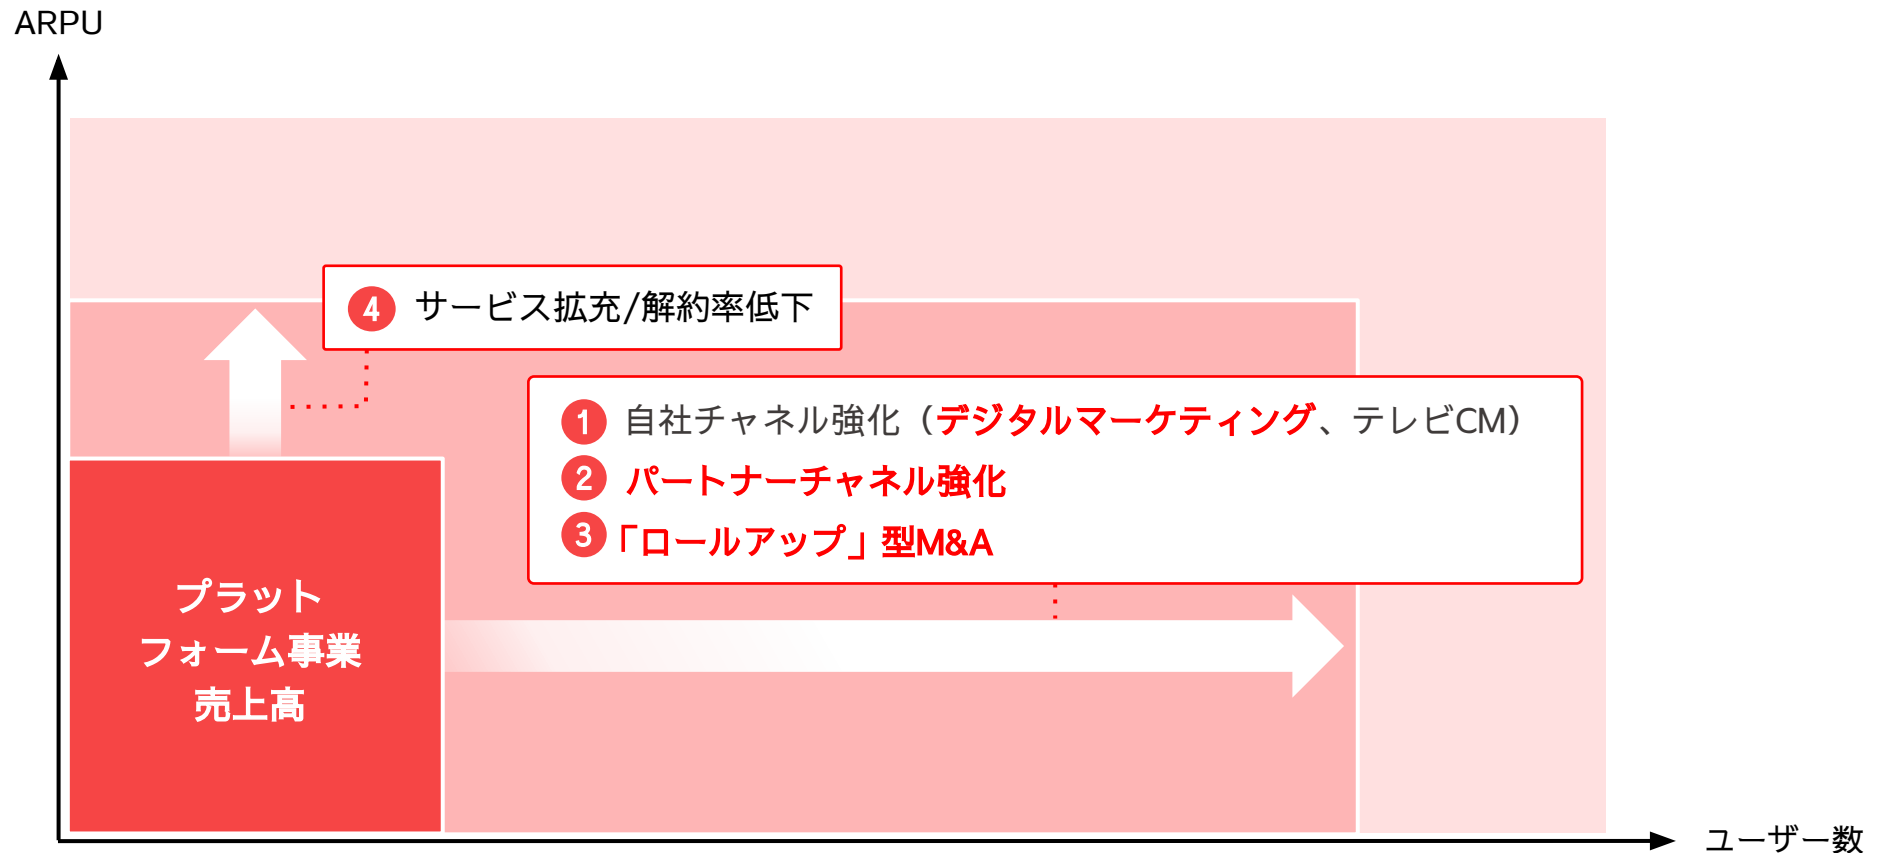 ARPU
4 サービス拡充/解約率低下
1 自社チャネル強化（デジタルマーケティング、テレビCM）
2 パートナーチャネル強化
3 「ロールアップ」型M&A
プラット
フォーム事業
売上高
ユーザー数